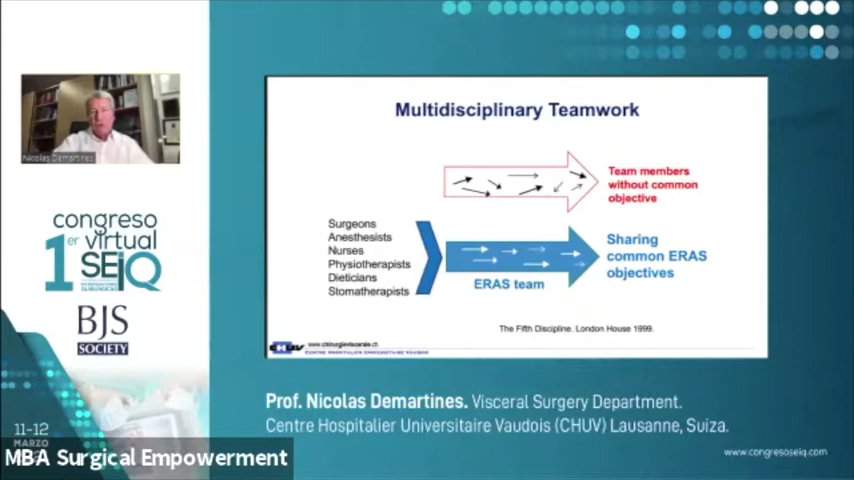 Nicolas Demartines
congreso
1er virtual
SEIQ
BJS
SOCIETY
11-12
MARZO
MBA Surgical Empowerment
Multidisciplinary Teamwork
Team members
without common
objective
Surgeons
Anesthesists
Nurses
Physiotherapists
Dieticians
Stomatherapists
ERAS team
Sharing
common ERAS
objectives
The Fifth Discipline. London House 1999.
CHUV www.chirurgieviscerale.ch
CENTRE HOSPITALIER UNIVERSITAIRE VAUDOIS
Prof. Nicolas Demartines. Visceral Surgery Department.
Centre Hospitalier Universitaire Vaudois (CHUV) Lausanne, Suiza.
www.congresoseiq.com